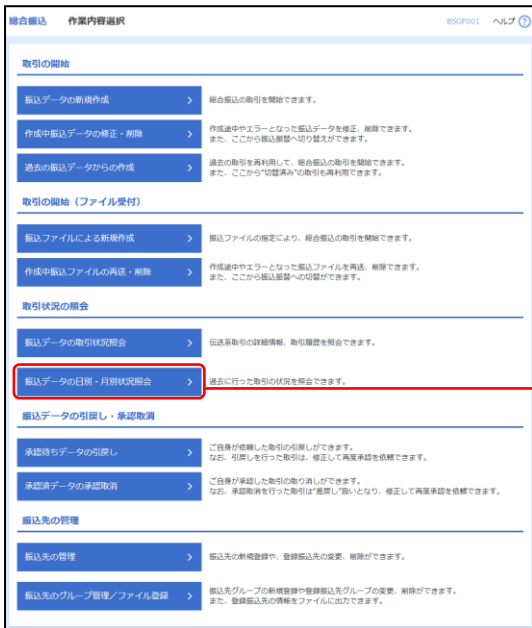 総合振込 作業内容選択 BSGF001 ヘルプ ?
取引の開始
振込データの新規作成 > 総合振込の取引を開始できます。
作成中振込データの修正・削除 > 作成途中やエラーとなった振込データを修正、削除できます。
また、ここから振込振替へ切り替えができます。
過去の振込データからの作成 > 過去の取引を再利用して、総合振込の取引を開始できます。
また、ここから“切替済み”の取引も再利用できます。
取引の開始（ファイル受付）
振込ファイルによる新規作成 > 振込ファイルの指定により、総合振込の取引を開始できます。
作成中振込ファイルの再送・削除 > 作成途中やエラーとなった振込ファイルを再送、削除できます。
また、ここから振込振替への切替ができます。
取引状況の照会
振込データの取引状況照会 > 伝送系取引の詳細情報、取引履歴を照会できます。
振込データの日別・月別状況照会 > 過去に行った取引の状況を照会できます。
振込データの引戻し・承認取消
承認待ちデータの引戻し > ご自身が依頼した取引の引戻しができます。
なお、引戻しを行った取引は、修正して再度承認を依頼できます。
承認済データの承認取消 > ご自身が承認した取引の取り消しができます。
なお、承認取消を行った取引は“差戻し”扱いとなり、修正して再度承認を依頼できます。
振込先の管理
振込先の管理 > 振込先の新規登録や、登録振込先の変更、削除ができます。
振込先のグループ管理／ファイル登録 > 振込先グループの新規登録や登録振込先グループの変更、削除ができます。
また、登録振込先の情報をファイルに出力できます。